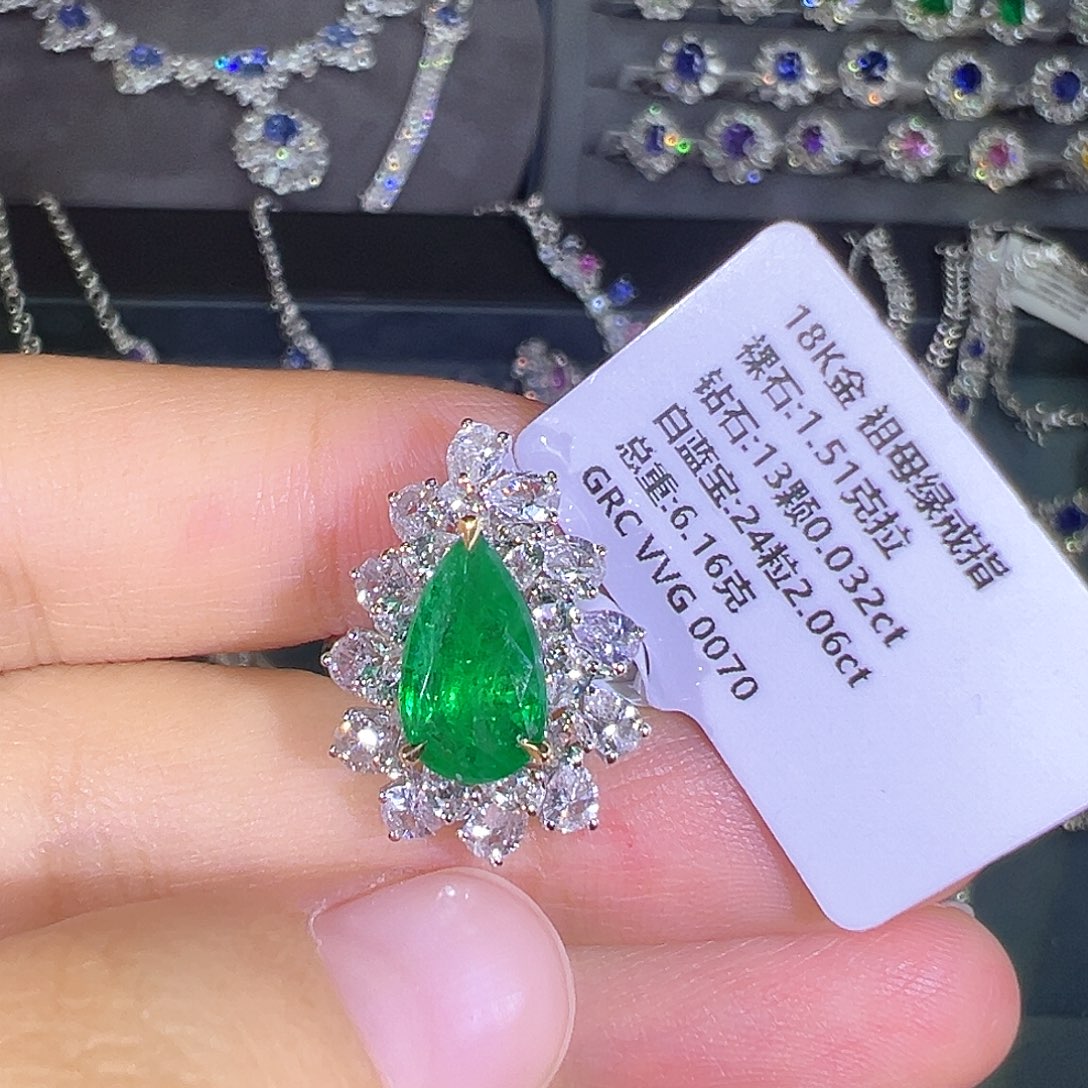 18K金 祖母绿戒指
裸石:1.51克拉
钻石:13颗0.032ct
白蓝宝:24粒2.06ct
总重:6.16克
GRC VVG 0070